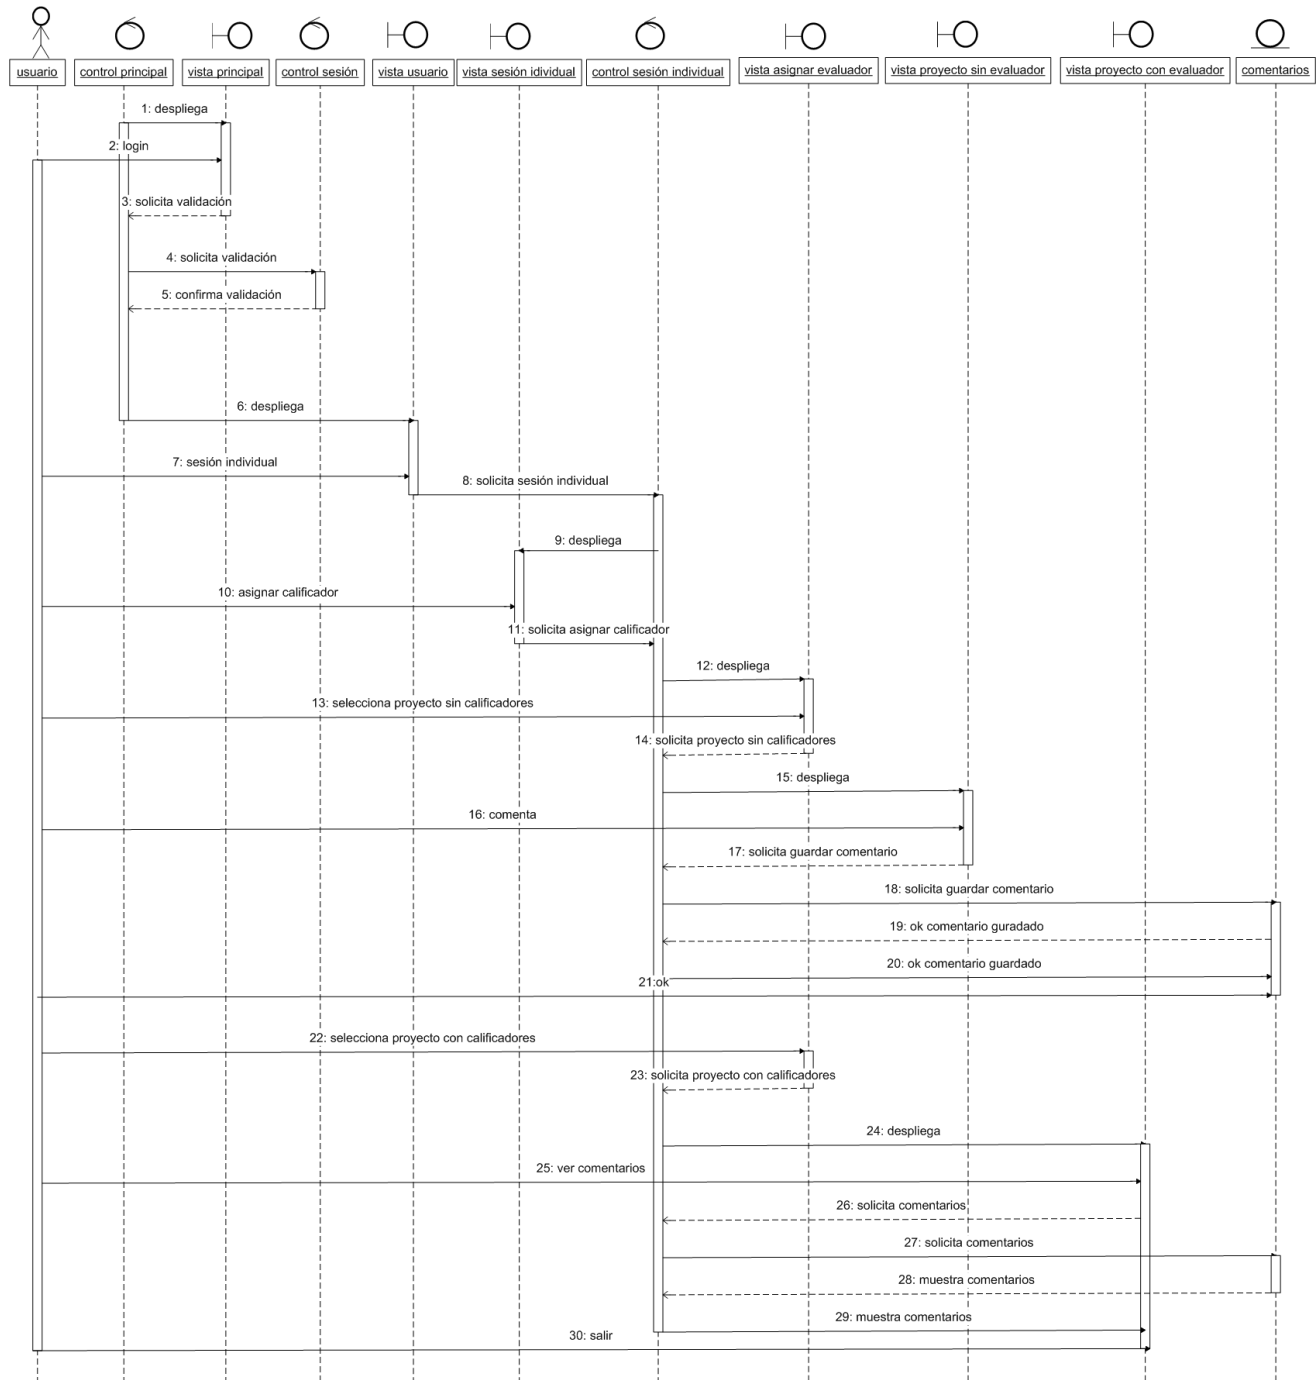 usuario
control principal
vista principal
control sesión
vista usuario
vista sesión idividual
control sesión individual
vista asignar evaluador
vista proyecto sin evaluador
vista proyecto con evaluador
comentarios
1: despliega
2: login
3: solicita validación
4: solicita validación
5: confirma validación
6: despliega
7: sesión individual
8: solicita sesión individual
9: despliega
10: asignar calificador
11: solicita asignar calificador
12: despliega
13: selecciona proyecto sin calificadores
14: solicita proyecto sin calificadores
15: despliega
16: comenta
17: solicita guardar comentario
18: solicita guardar comentario
19: ok comentario guradado
20: ok comentario guardado
21:ok
22: selecciona proyecto con calificadores
23: solicita proyecto con calificadores
24: despliega
25: ver comentarios
26: solicita comentarios
27: solicita comentarios
28: muestra comentarios
29: muestra comentarios
30: salir